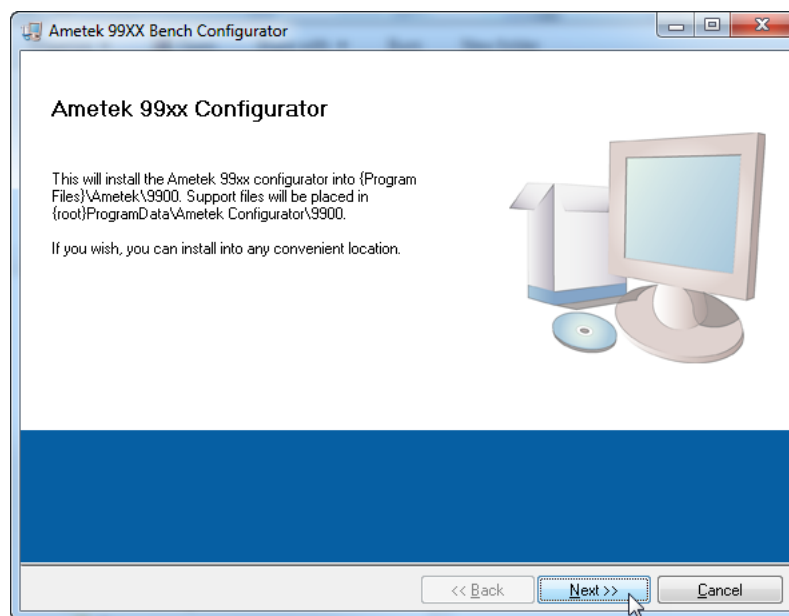 Ametek 99XX Bench Configurator
Ametek 99xx Configurator
This will install the Ametek 99xx configurator into {Program
Files}\Ametek\9900. Support files will be placed in
{root}ProgramData\Ametek Configurator\9900.
If you wish, you can install into any convenient location.
<< Back
Next >>
Cancel